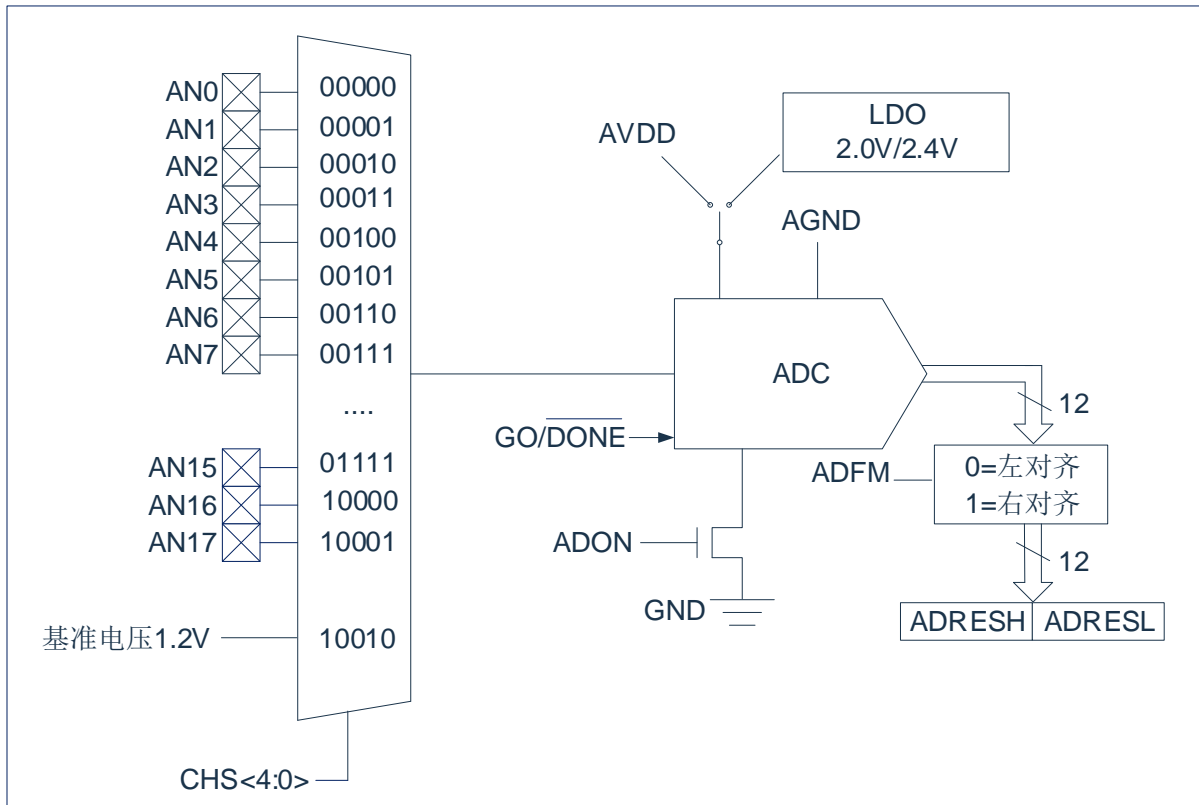 AN0
00000
AN1
00001
AN2
00010
AN3
00011
AN4
00100
AN5
00101
AN6
00110
AN7
00111
....
AN15
01111
AN16
10000
AN17
10001
基准电压1.2V
10010
CHS<4:0>
AVDD
LDO
2.0V/2.4V
AGND
ADC
GO/DONE
12
ADFM
0=左对齐
1=右对齐
ADON
12
GND
ADRESH
ADRESL